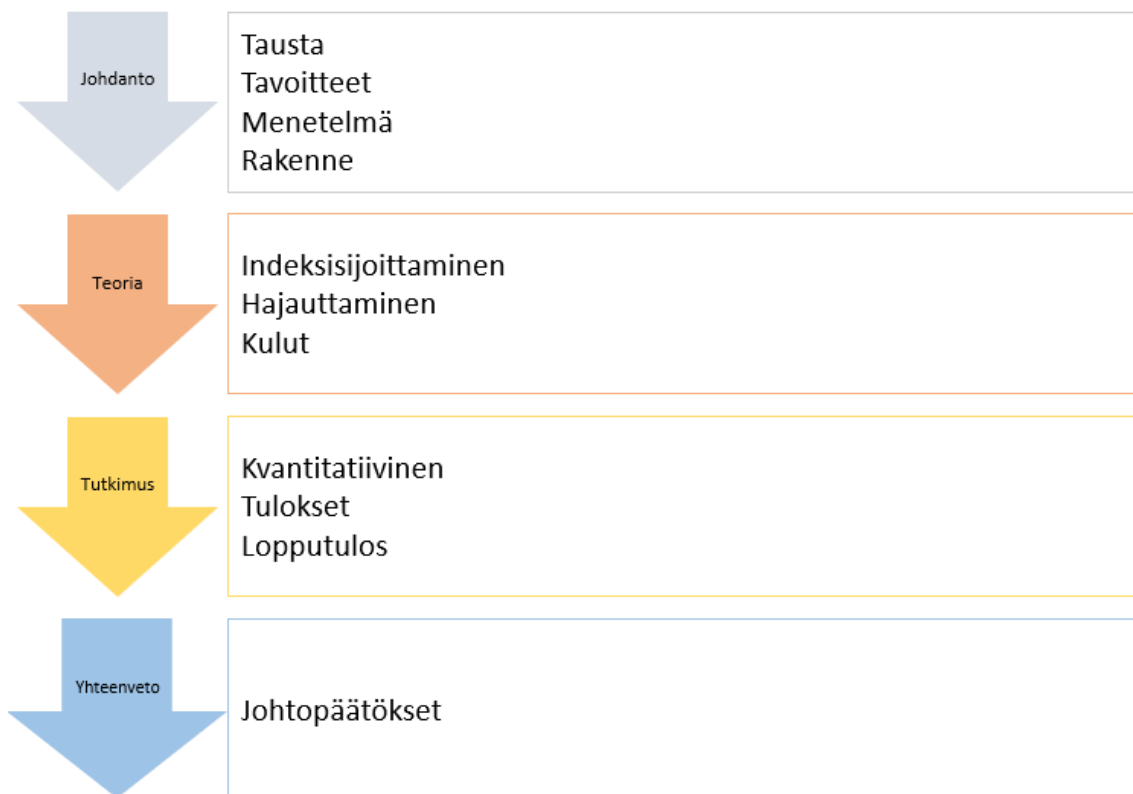 Johdanto
Tausta
Tavoitteet
Menetelmä
Rakenne
Teoria
Indeksisijoittaminen
Hajauttaminen
Kulut
Tutkimus
Kvantitatiivinen
Tulokset
Lopputulos
Yhteenveto
Johtopäätökset